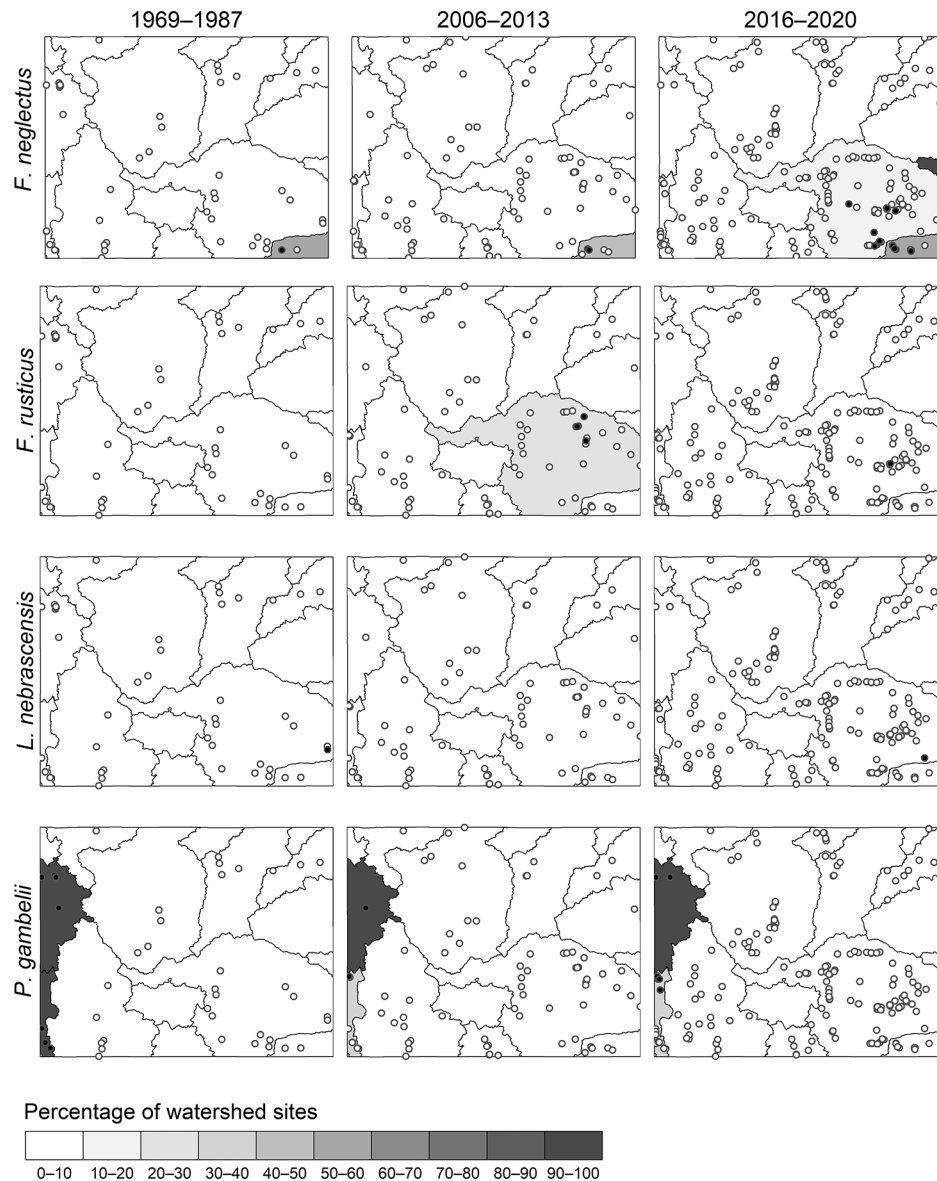 1969–1987 2006–2013 2016–2020
F. neglectus
F. rusticus
L. nebrascensis
P. gambelii
Percentage of watershed sites
0–10 10–20 20–30 30–40 40–50 50–60 60–70 70–80 80–90 90–100